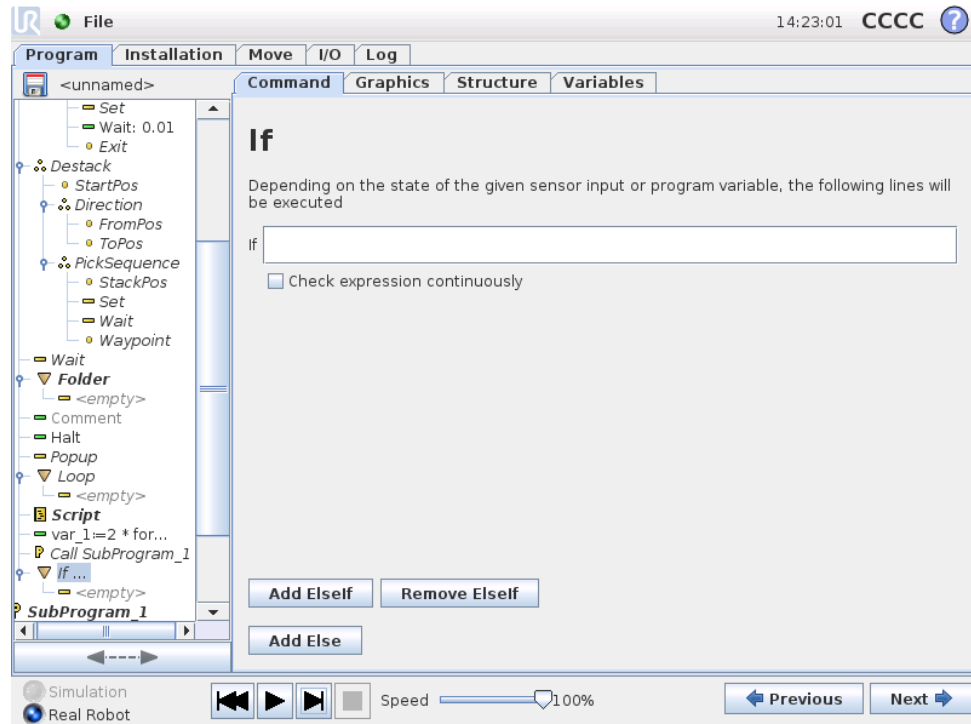 UR File 14:23:01 CCCC ?
Program Installation Move I/O Log
<unnamed>
Command Graphics Structure Variables
Set
Wait: 0.01
Exit
Destack
StartPos
Direction
FromPos
ToPos
PickSequence
StackPos
Set
Wait
Waypoint
Wait
Folder
<empty>
Comment
Halt
Popup
Loop
<empty>
Script
var_1:=2 * for...
P Call SubProgram_1
If ...
<empty>
P SubProgram_1
If
Depending on the state of the given sensor input or program variable, the following lines will
be executed
If
Check expression continuously
Add ElseIf Remove ElseIf
Add Else
Simulation
Real Robot
Speed 100%
Previous Next